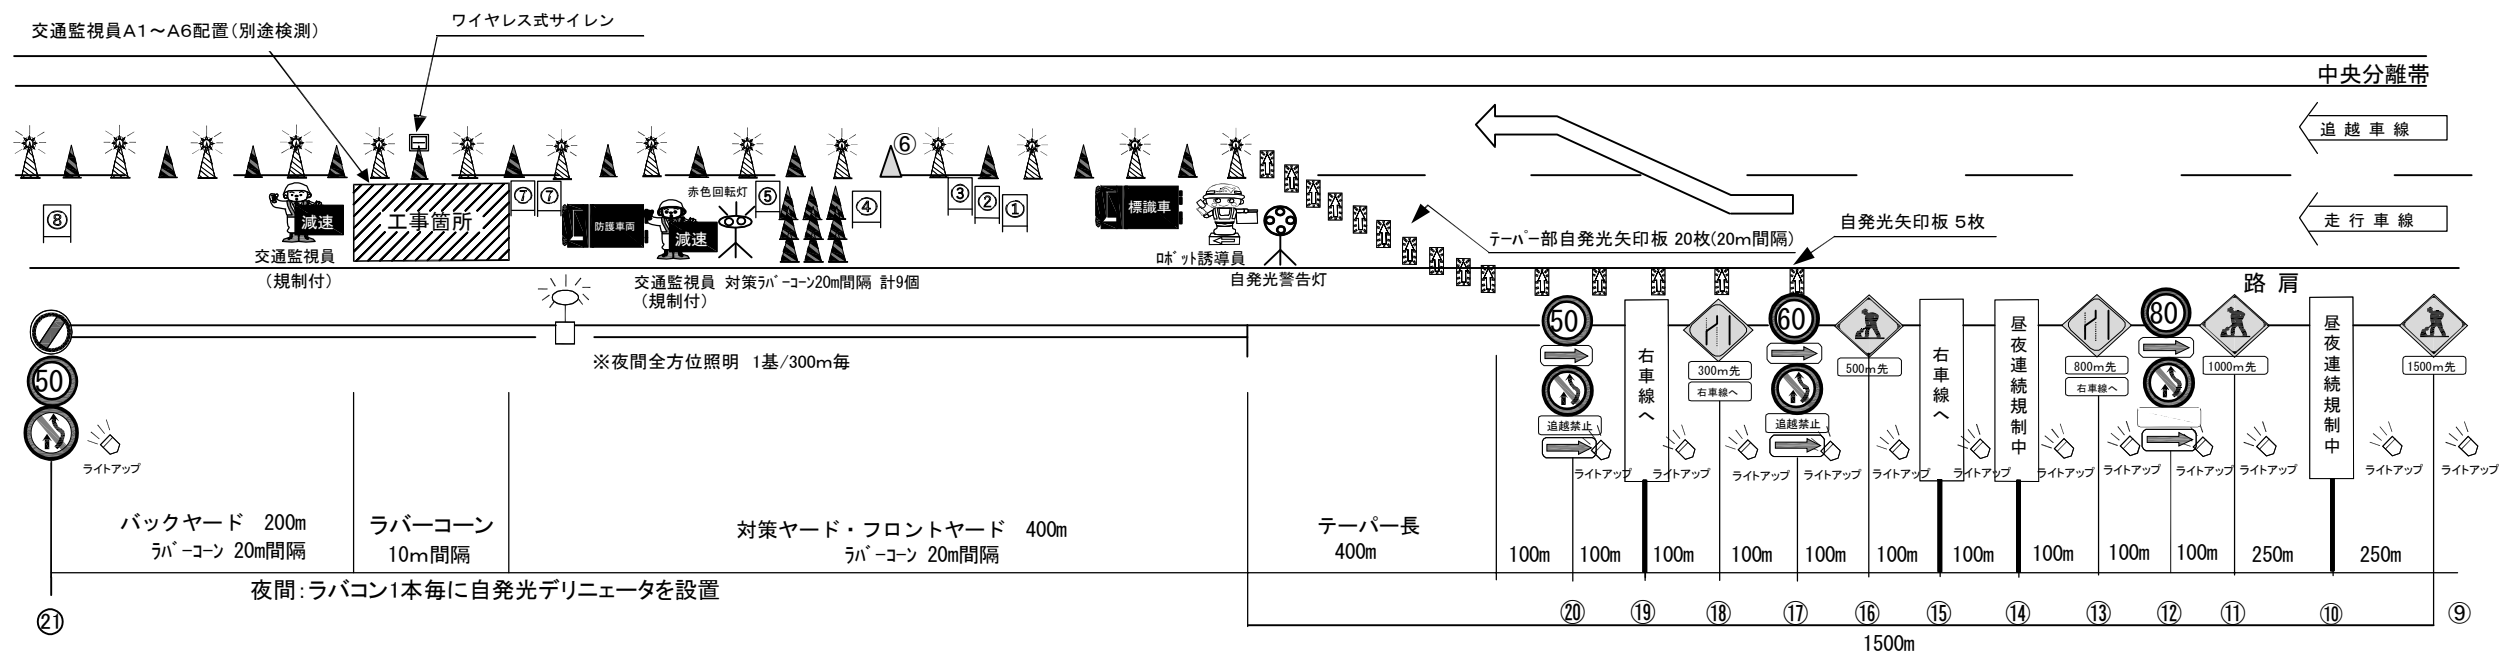 ワイヤレス式サイレン
交通監視員A1～A6配置(別途検測)
中央分離帯
追越車線
⑥
⑧
減速
工事箇所
⑦
⑦
防護車両
減速
赤色回転灯
⑤
④
③
②
①
標識車
走行車線
自発光矢印板 5枚
ﾃｰﾊﾟｰ部自発光矢印板 20枚(20m間隔)
交通監視員
(規制付)
交通監視員
(規制付)
対策ﾗﾊﾞｰｺｰﾝ20m間隔 計9個
ﾛﾎﾞｯﾄ誘導員
自発光警告灯
路肩
50
50
右車線へ
300m先
右車線へ
60
500m先
右車線へ
昼夜連続規制中
800m先
右車線へ
80
1000m先
昼夜連続規制中
1500m先
追越禁止
追越禁止
※夜間全方位照明 1基/300m毎
ライトアップ
ライトアップ
ライトアップ
ライトアップ
ライトアップ
ライトアップ
ライトアップ
ライトアップ
ライトアップ
ライトアップ
ライトアップ
ライトアップ
ライトアップ
バックヤード 200m
ﾗﾊﾞｰｺｰﾝ 20m間隔
ラバーコーン
10m間隔
対策ヤード・フロントヤード 400m
ﾗﾊﾞｰｺｰﾝ 20m間隔
テーパー長
400m
100m
100m
100m
100m
100m
100m
100m
100m
100m
100m
250m
250m
夜間：ラバコン1本毎に自発光デリニェータを設置
㉑
⑳
⑲
⑱
⑰
⑯
⑮
⑭
⑬
⑫
⑪
⑩
⑨
1500m